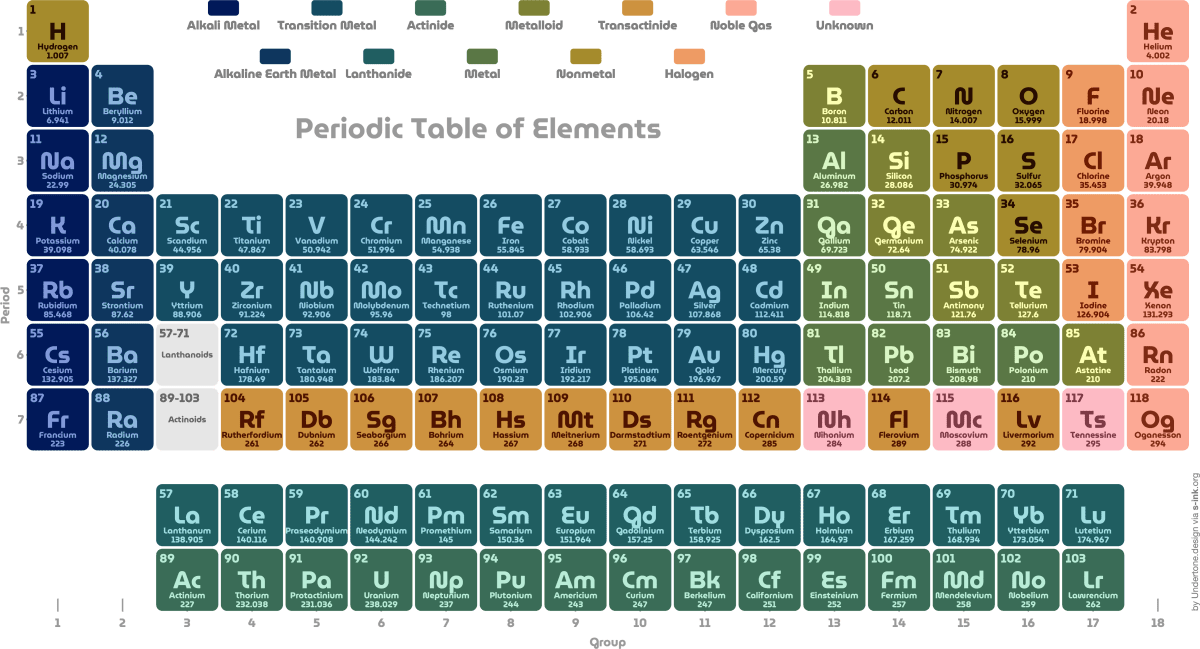 1
H
Hydrogen
1.007
Alkali Metal
Transition Metal
Actinide
Metalloid
Transactinide
Noble Gas
Unknown
2
He
Helium
4.002
Alkaline Earth Metal
Lanthanide
Metal
Nonmetal
Halogen
Periodic Table of Elements
3
Li
Lithium
6.941
4
Be
Beryllium
9.012
5
B
Boron
10.811
6
C
Carbon
12.011
7
N
Nitrogen
14.007
8
O
Oxygen
15.999
9
F
Fluorine
18.998
10
Ne
Neon
20.18
11
Na
Sodium
22.99
12
Mg
Magnesium
24.305
13
Al
Aluminum
26.982
14
Si
Silicon
28.086
15
P
Phosphorus
30.974
16
S
Sulfur
32.065
17
Cl
Chlorine
35.453
18
Ar
Argon
39.948
19
K
Potassium
39.098
20
Ca
Calcium
40.078
21
Sc
Scandium
44.956
22
Ti
Titanium
47.867
23
V
Vanadium
50.942
24
Cr
Chromium
51.996
25
Mn
Manganese
54.938
26
Fe
Iron
55.845
27
Co
Cobalt
58.933
28
Ni
Nickel
58.693
29
Cu
Copper
63.546
30
Zn
Zinc
65.38
31
Ga
Gallium
69.723
32
Ge
Germanium
72.64
33
As
Arsenic
74.922
34
Se
Selenium
78.96
35
Br
Bromine
79.904
36
Kr
Krypton
83.798
37
Rb
Rubidium
85.468
38
Sr
Strontium
87.62
39
Y
Yttrium
88.906
40
Zr
Zirconium
91.224
41
Nb
Niobium
92.906
42
Mo
Molybdenum
95.96
43
Tc
Technetium
98
44
Ru
Ruthenium
101.07
45
Rh
Rhodium
102.906
46
Pd
Palladium
106.42
47
Ag
Silver
107.868
48
Cd
Cadmium
112.411
49
In
Indium
114.818
50
Sn
Tin
118.71
51
Sb
Antimony
121.76
52
Te
Tellurium
127.6
53
I
Iodine
126.904
54
Xe
Xenon
131.293
55
Cs
Cesium
132.905
56
Ba
Barium
137.327
57-71
Lanthanoids
72
Hf
Hafnium
178.49
73
Ta
Tantalum
180.948
74
W
Wolfram
183.84
75
Re
Rhenium
186.207
76
Os
Osmium
190.23
77
Ir
Iridium
192.217
78
Pt
Platinum
195.084
79
Au
Gold
196.967
80
Hg
Mercury
200.59
81
Tl
Thallium
204.383
82
Pb
Lead
207.2
83
Bi
Bismuth
208.98
84
Po
Polonium
210
85
At
Astatine
210
86
Rn
Radon
222
87
Fr
Francium
223
88
Ra
Radium
226
89-103
Actinoids
104
Rf
Rutherfordium
261
105
Db
Dubnium
262
106
Sg
Seaborgium
266
107
Bh
Bohrium
264
108
Hs
Hassium
267
109
Mt
Meitnerium
268
110
Ds
Darmstadtium
271
111
Rg
Roentgenium
272
112
Cn
Copernicium
285
113
Nh
Nihonium
284
114
Fl
Flerovium
289
115
Mc
Moscovium
288
116
Lv
Livermorium
292
117
Ts
Tennessine
295
118
Og
Oganesson
294
57
La
Lanthanum
138.905
58
Ce
Cerium
140.116
59
Pr
Praseodymium
140.908
60
Nd
Neodymium
144.242
61
Pm
Promethium
145
62
Sm
Samarium
150.36
63
Eu
Europium
151.964
64
Gd
Gadolinium
157.25
65
Tb
Terbium
158.925
66
Dy
Dysprosium
162.5
67
Ho
Holmium
164.93
68
Er
Erbium
167.259
69
Tm
Thulium
168.934
70
Yb
Ytterbium
173.054
71
Lu
Lutetium
174.967
89
Ac
Actinium
227
90
Th
Thorium
232.038
91
Pa
Protactinium
231.036
92
U
Uranium
238.029
93
Np
Neptunium
237
94
Pu
Plutonium
244
95
Am
Americium
243
96
Cm
Curium
247
97
Bk
Berkelium
247
98
Cf
Californium
251
99
Es
Einsteinium
252
100
Fm
Fermium
257
101
Md
Mendelevium
258
102
No
Nobelium
259
103
Lr
Lawrencium
262
1
2
3
4
5
6
7
Period
1 2 3 4 5 6 7 8 9 10 11 12 13 14 15 16 17 18
Group
by Undertone.design via s-ink.org